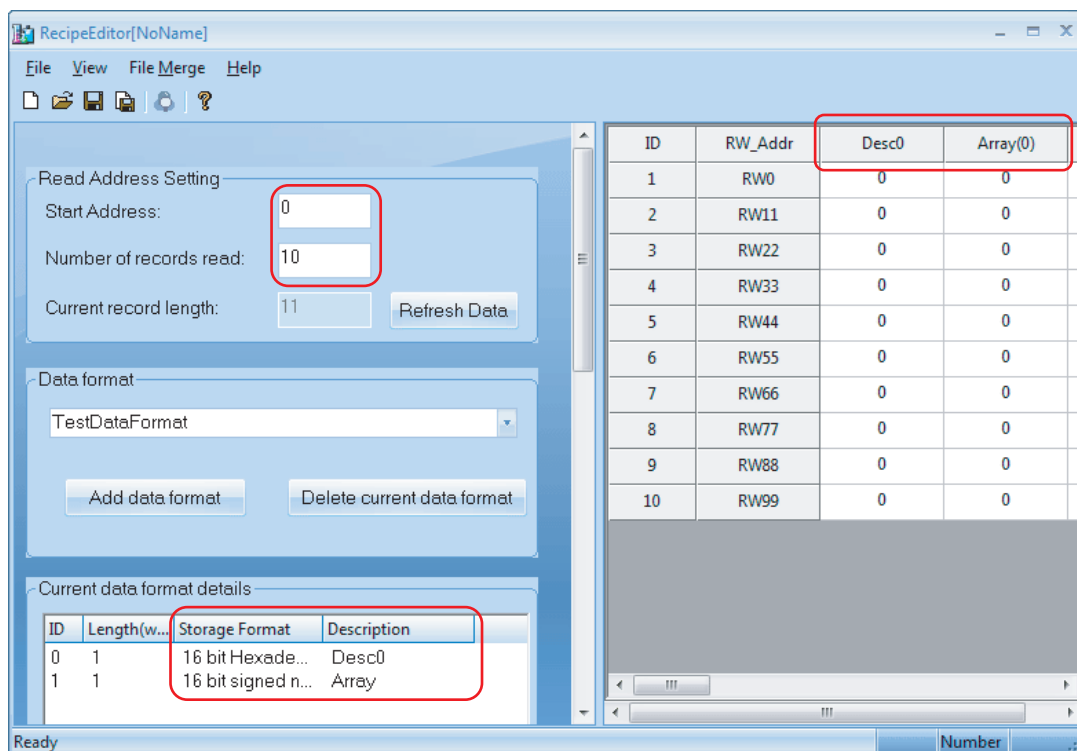 RecipeEditor[NoName]
File View File Merge Help
Read Address Setting
Start Address: 0
Number of records read: 10
Current record length: 11 Refresh Data
Data format
TestDataFormat
Add data format Delete current data format
Current data format details
ID Length(w... Storage Format Description
0 1 16 bit Hexade... Desc0
1 1 16 bit signed n... Array
ID RW_Addr Desc0 Array(0)
1 RW0 0 0
2 RW11 0 0
3 RW22 0 0
4 RW33 0 0
5 RW44 0 0
6 RW55 0 0
7 RW66 0 0
8 RW77 0 0
9 RW88 0 0
10 RW99 0 0
Ready Number